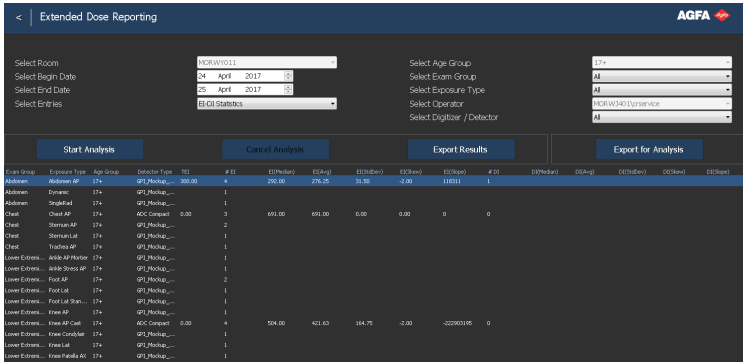 < Extended Dose Reporting AGFA
Select Room MORWY011 Select Age Group 17+
Select Begin Date 24 April 2017 Select Exam Group All
Select End Date 25 April 2017 Select Exposure Type All
Select Entries EI-DI Statistics Select Operator MORWJ401\crservice
Select Digitizer / Detector All
Start Analysis Cancel Analysis Export Results Export for Analysis
Exam Group Exposure Type Age Group Detector Type TEI # EI EI(Median) EI(Avg) EI(StdDev) EI(Skew) EI(Slope) # DI DI(Median) DI(Avg) DI(StdDev) DI(Skew) DI(Slope)
Abdomen Abdomen AP 17+ GPI_Mockup_... 300.00 4 292.00 276.25 31.50 -2.00 118311 1
Abdomen Dynamic 17+ GPI_Mockup_... 1
Abdomen SingleRad 17+ GPI_Mockup_... 1
Chest Chest AP 17+ ADC Compact 0.00 3 691.00 691.00 0.00 0.00 0 0
Chest Sternum AP 17+ GPI_Mockup_... 2
Chest Sternum Lat 17+ GPI_Mockup_... 1
Chest Trachea AP 17+ GPI_Mockup_... 1
Lower Extremi... Ankle AP Mortier 17+ GPI_Mockup_... 1
Lower Extremi... Ankle Stress AP 17+ GPI_Mockup_... 1
Lower Extremi... Foot AP 17+ GPI_Mockup_... 2
Lower Extremi... Foot Lat 17+ GPI_Mockup_... 1
Lower Extremi... Foot Lat Stan... 17+ GPI_Mockup_... 1
Lower Extremi... Knee AP 17+ GPI_Mockup_... 1
Lower Extremi... Knee AP Cast 17+ ADC Compact 0.00 4 504.00 421.63 164.75 -2.00 -222903195 0
Lower Extremi... Knee Condylair 17+ GPI_Mockup_... 1
Lower Extremi... Knee Lat 17+ GPI_Mockup_... 1
Lower Extremi... Knee Patella AX 17+ GPI_Mockup_... 1